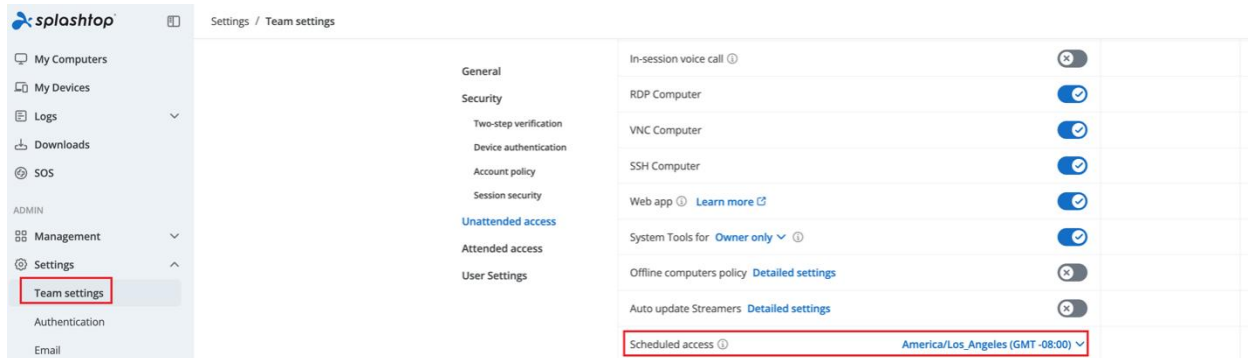 splashtop
Settings / Team settings
My Computers
My Devices
Logs
Downloads
SOS
ADMIN
Management
Settings
Team settings
Authentication
Email
General
Security
Two-step verification
Device authentication
Account policy
Session security
Unattended access
Attended access
User Settings
In-session voice call
RDP Computer
VNC Computer
SSH Computer
Web app Learn more
System Tools for Owner only
Offline computers policy Detailed settings
Auto update Streamers Detailed settings
Scheduled access America/Los_Angeles (GMT -08:00)